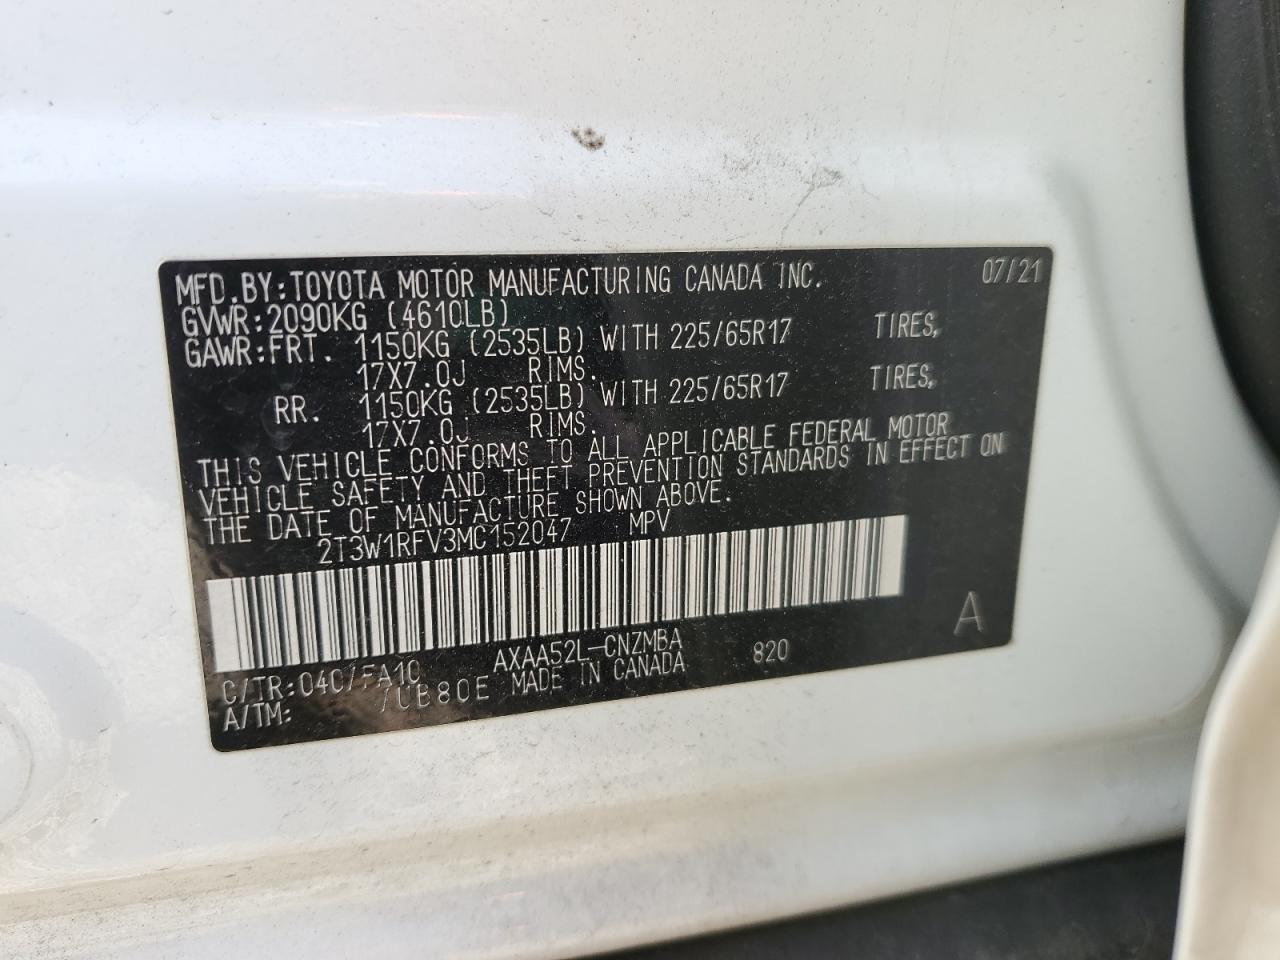 MFD.BY:TOYOTA MOTOR MANUFACTURING CANADA INC. 07/21
GVWR:2090KG (4610LB)
GAWR:FRT. 1150KG (2535LB) WITH 225/65R17 TIRES,
17X7.0J RIMS.
RR. 1150KG (2535LB) WITH 225/65R17 TIRES,
17X7.0J RIMS.
THIS VEHICLE CONFORMS TO ALL APPLICABLE FEDERAL MOTOR
VEHICLE SAFETY AND THEFT PREVENTION STANDARDS IN EFFECT ON
THE DATE OF MANUFACTURE SHOWN ABOVE.
2T3W1RFV3MC152047 MPV
AXAA52L-CNZMBA 820 A
C/TR:040/FA10 MADE IN CANADA
A/TM: